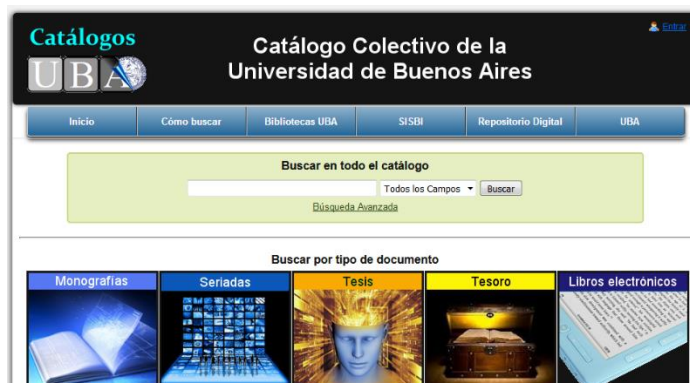 Catálogos
UBA
Catálogo Colectivo de la
Universidad de Buenos Aires
Entrar
Inicio Cómo buscar Bibliotecas UBA SISBI Repositorio Digital UBA
Buscar en todo el catálogo
Todos los Campos Buscar
Búsqueda Avanzada
Buscar por tipo de documento
Monografías Seriadas Tesis Tesoro Libros electrónicos